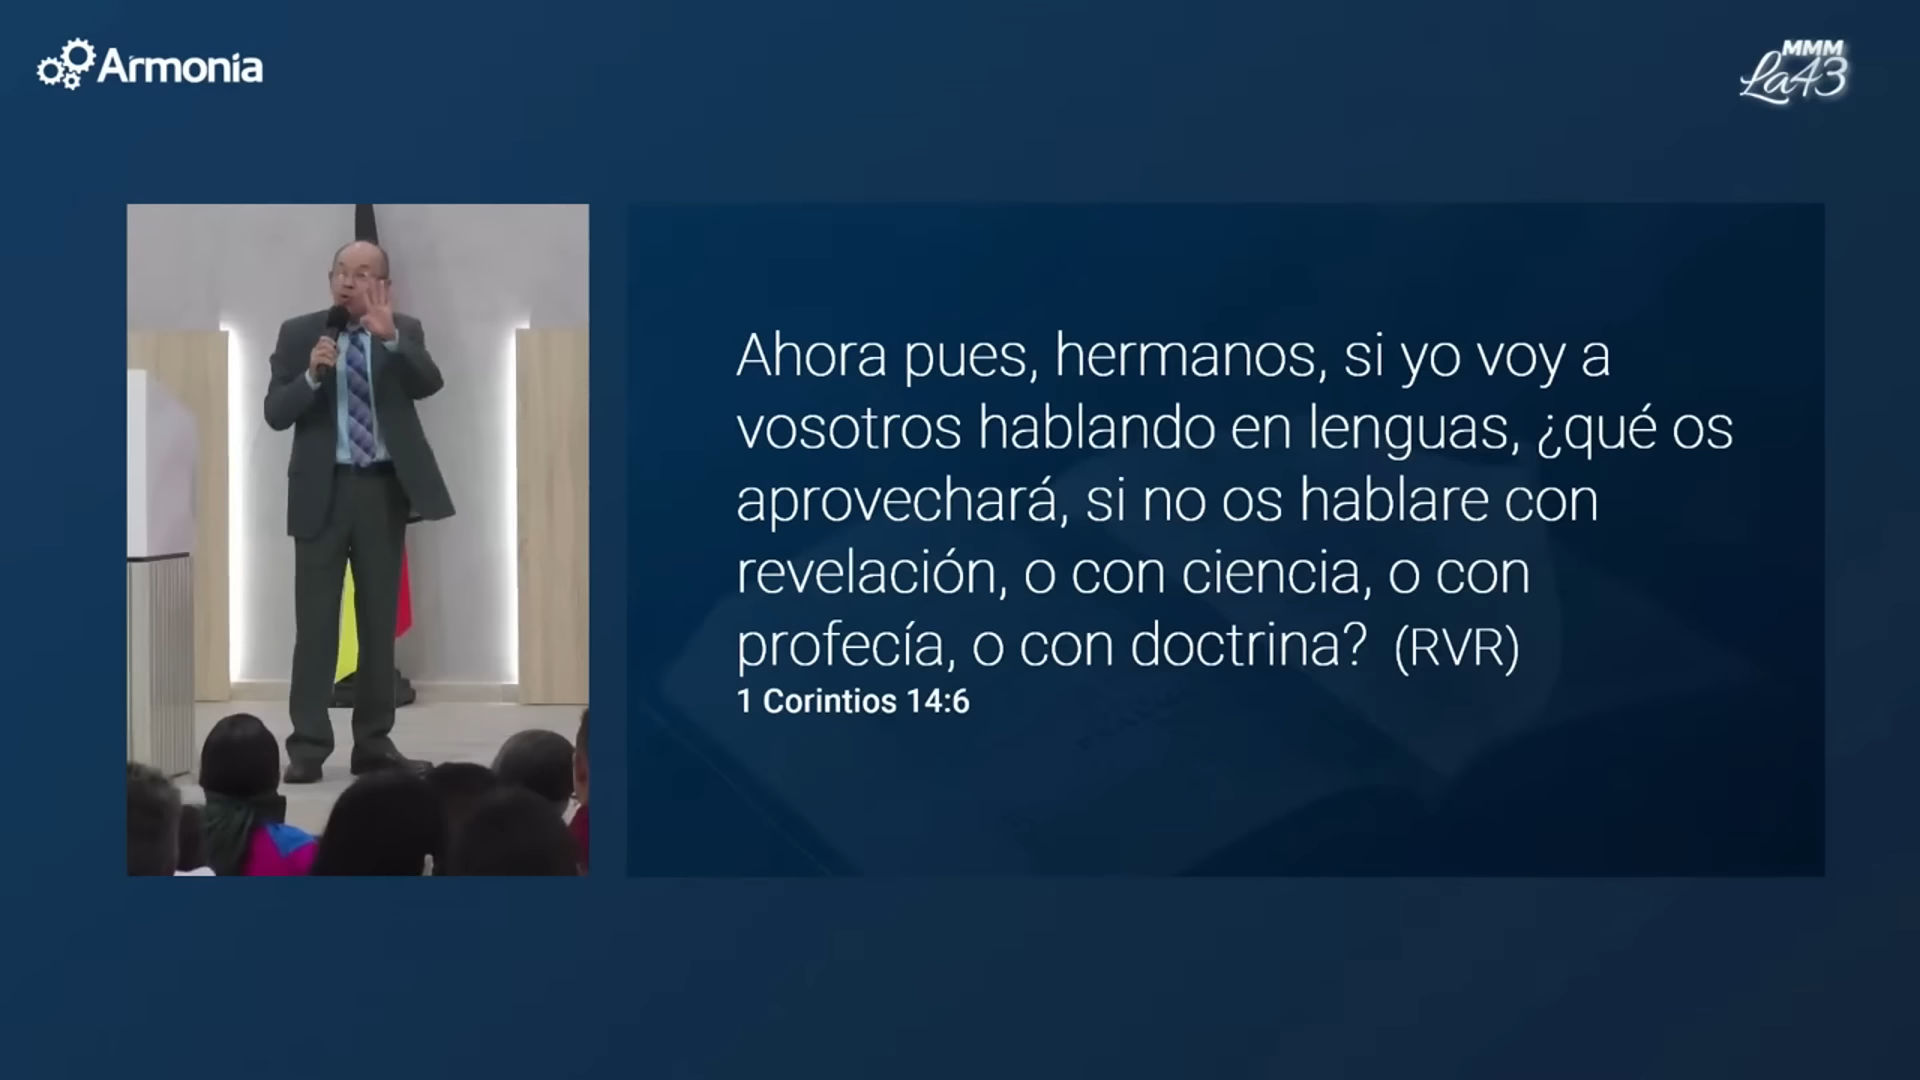 Armonía
MMM
La43
Ahora pues, hermanos, si yo voy a
vosotros hablando en lenguas, ¿qué os
aprovechará, si no os hablare con
revelación, o con ciencia, o con
profecía, o con doctrina? (RVR)
1 Corintios 14:6